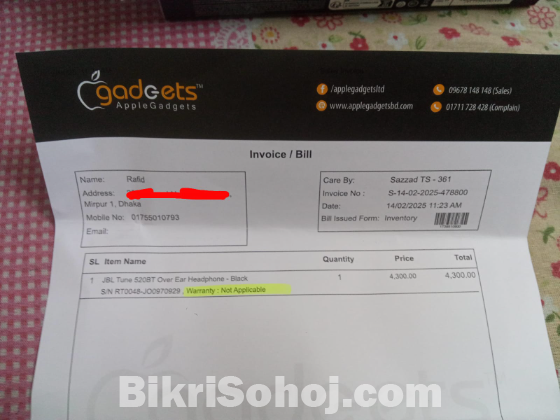 gadgets™
AppleGadgets
/applegadgetsltd
09678 148 148 (Sales)
www.applegadgetsbd.com
01711 728 428 (Complain)
Invoice / Bill
Name: Rafid
Address:
Mirpur 1, Dhaka
Mobile No: 01755010793
Email:
Care By: Sazzad TS - 361
Invoice No : S-14-02-2025-478800
Date: 14/02/2025 11:23 AM
Bill Issued Form: Inventory
SL Item Name Quantity Price Total
1 JBL Tune 520BT Over Ear Headphone - Black 1 4,300.00 4,300.00
S/N RT0048-JO0970929 , Warranty : Not Applicable
BikriSohoj.com